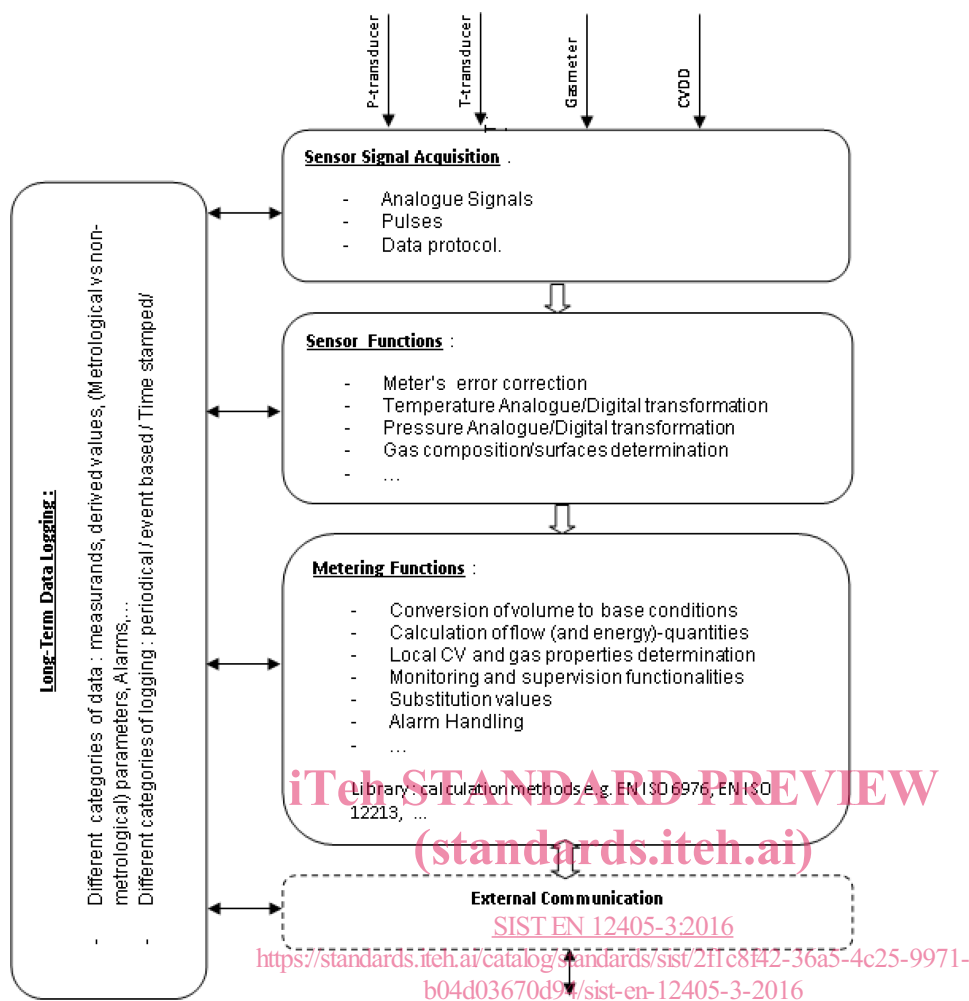 P-transducer
T-transducer
Gasmeter
CVDD
Sensor Signal Acquisition .
- Analogue Signals
- Pulses
- Data protocol.
Sensor Functions :
- Meter's error correction
- Temperature Analogue/Digital transformation
- Pressure Analogue/Digital transformation
- Gas composition/surfaces determination
- ...
Metering Functions :
- Conversion of volume to base conditions
- Calculation of flow (and energy)-quantities
- Local CV and gas properties determination
- Monitoring and supervision functionalities
- Substitution values
- Alarm Handling
- ...
Library : calculation methods e.g. EN ISO 6976, EN ISO
12213, ...
External Communication
Long-Term Data Logging :
- Different categories of data : measurands, derived values, (Metrological vs non-
metrological) parameters, Alarms,...
- Different categories of logging : periodical / event based / Time stamped/
iTeh STANDARD PREVIEW
(standards.iteh.ai)
SIST EN 12405-3:2016
https://standards.iteh.ai/catalog/standards/sist/2f1c8f42-36a5-4c25-9971-
b04d03670d94/sist-en-12405-3-2016